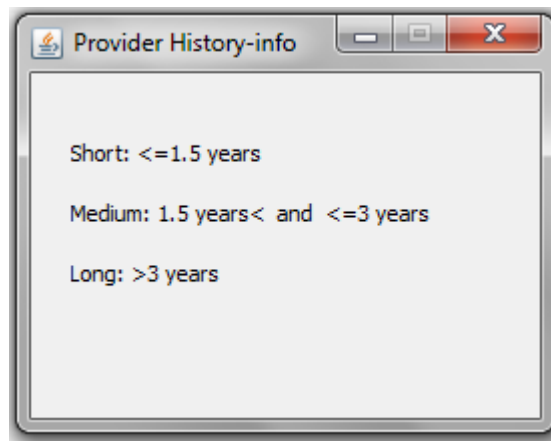 Provider History-info
Short: <=1.5 years
Medium: 1.5 years< and <=3 years
Long: >3 years